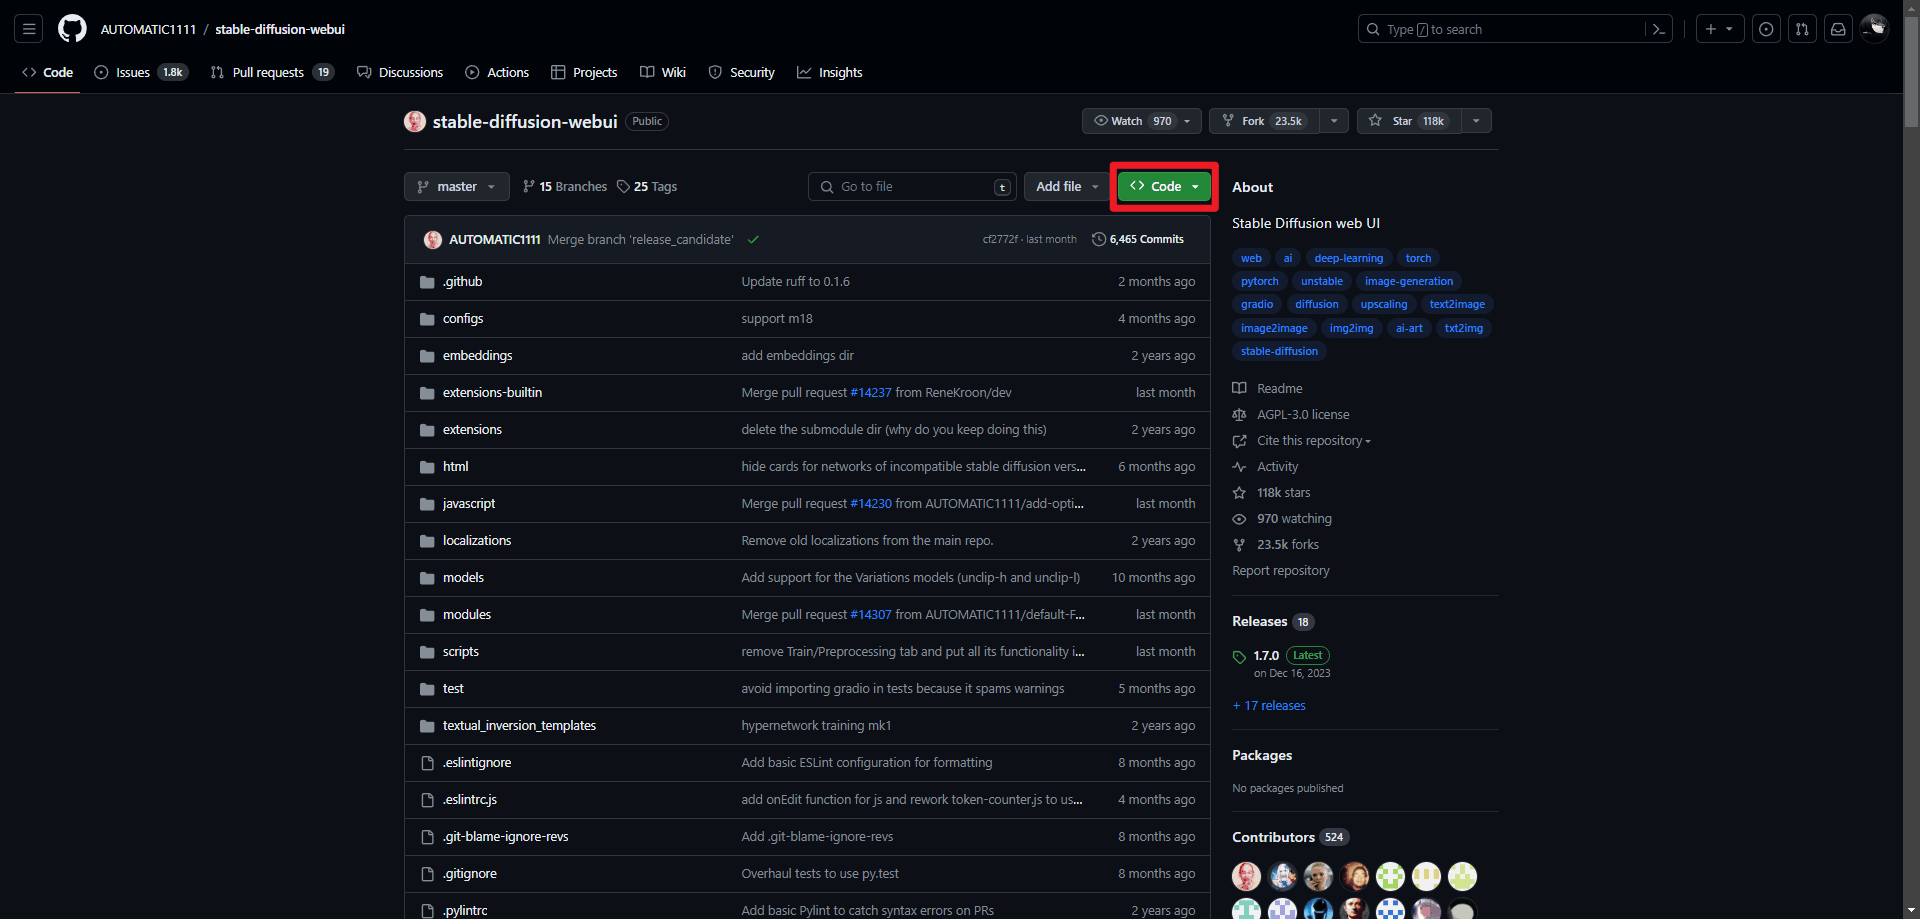 AUTOMATIC1111 / stable-diffusion-webui
Type / to search
Code
Issues 1.8k
Pull requests 19
Discussions
Actions
Projects
Wiki
Security
Insights
stable-diffusion-webui Public
Watch 970
Fork 23.5k
Star 118k
master
15 Branches
25 Tags
Go to file t
Add file
Code
AUTOMATIC1111 Merge branch 'release_candidate' cf2772f · last month 6,465 Commits
.github Update ruff to 0.1.6 2 months ago
configs support m18 4 months ago
embeddings add embeddings dir 2 years ago
extensions-builtin Merge pull request #14237 from ReneKroon/dev last month
extensions delete the submodule dir (why do you keep doing this) 2 years ago
html hide cards for networks of incompatible stable diffusion vers... 6 months ago
javascript Merge pull request #14230 from AUTOMATIC1111/add-opti... last month
localizations Remove old localizations from the main repo. 2 years ago
models Add support for the Variations models (unclip-h and unclip-l) 10 months ago
modules Merge pull request #14307 from AUTOMATIC1111/default-F... last month
scripts remove Train/Preprocessing tab and put all its functionality i... last month
test avoid importing gradio in tests because it spams warnings 5 months ago
textual_inversion_templates hypernetwork training mk1 2 years ago
.eslintignore Add basic ESLint configuration for formatting 8 months ago
.eslintrc.js add onEdit function for js and rework token-counter.js to us... 4 months ago
.git-blame-ignore-revs Add .git-blame-ignore-revs 8 months ago
.gitignore Overhaul tests to use py.test 8 months ago
.pylintrc Add basic Pylint to catch syntax errors on PRs 2 years ago
About
Stable Diffusion web UI
web ai deep-learning torch
pytorch unstable image-generation
gradio diffusion upscaling text2image
image2image img2img ai-art txt2img
stable-diffusion
Readme
AGPL-3.0 license
Cite this repository
Activity
118k stars
970 watching
23.5k forks
Report repository
Releases 18
1.7.0 Latest
on Dec 16, 2023
+ 17 releases
Packages
No packages published
Contributors 524